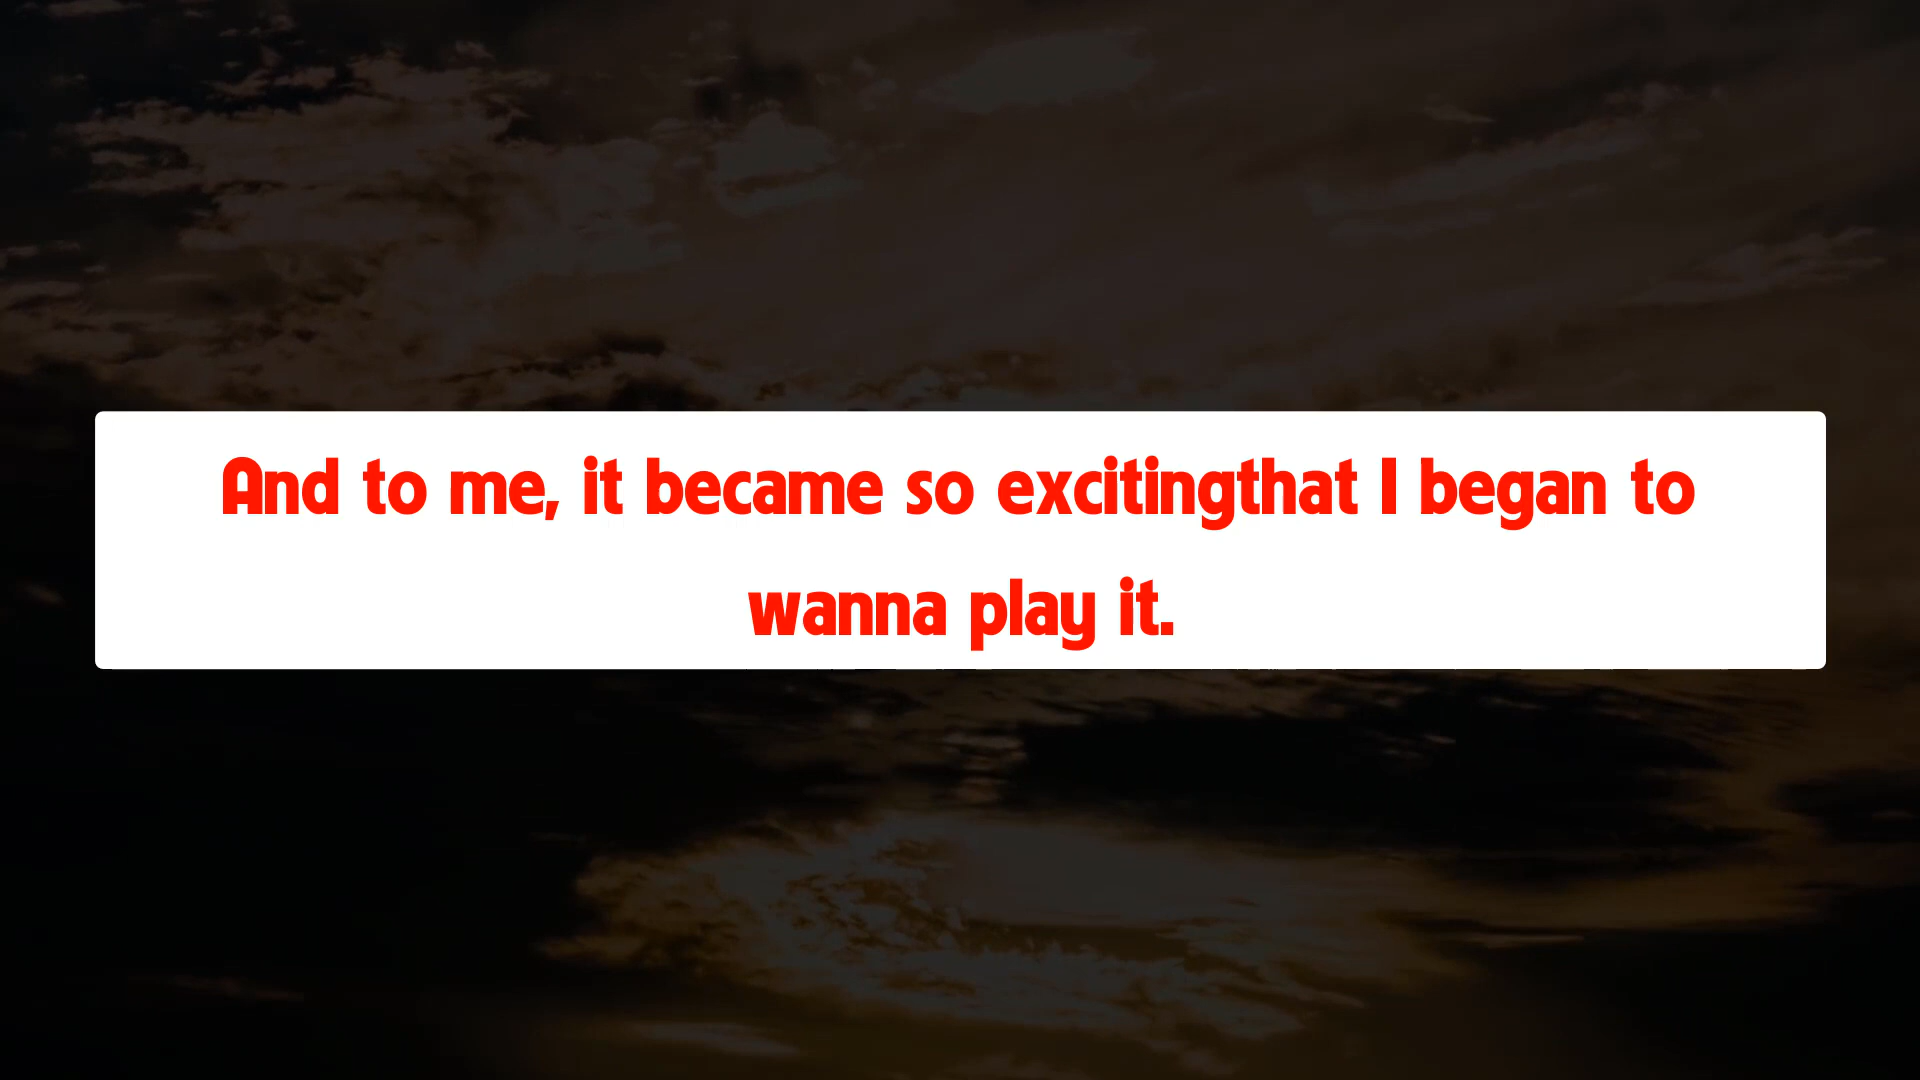 And to me, it became so excitingthat I began to
wanna play it.